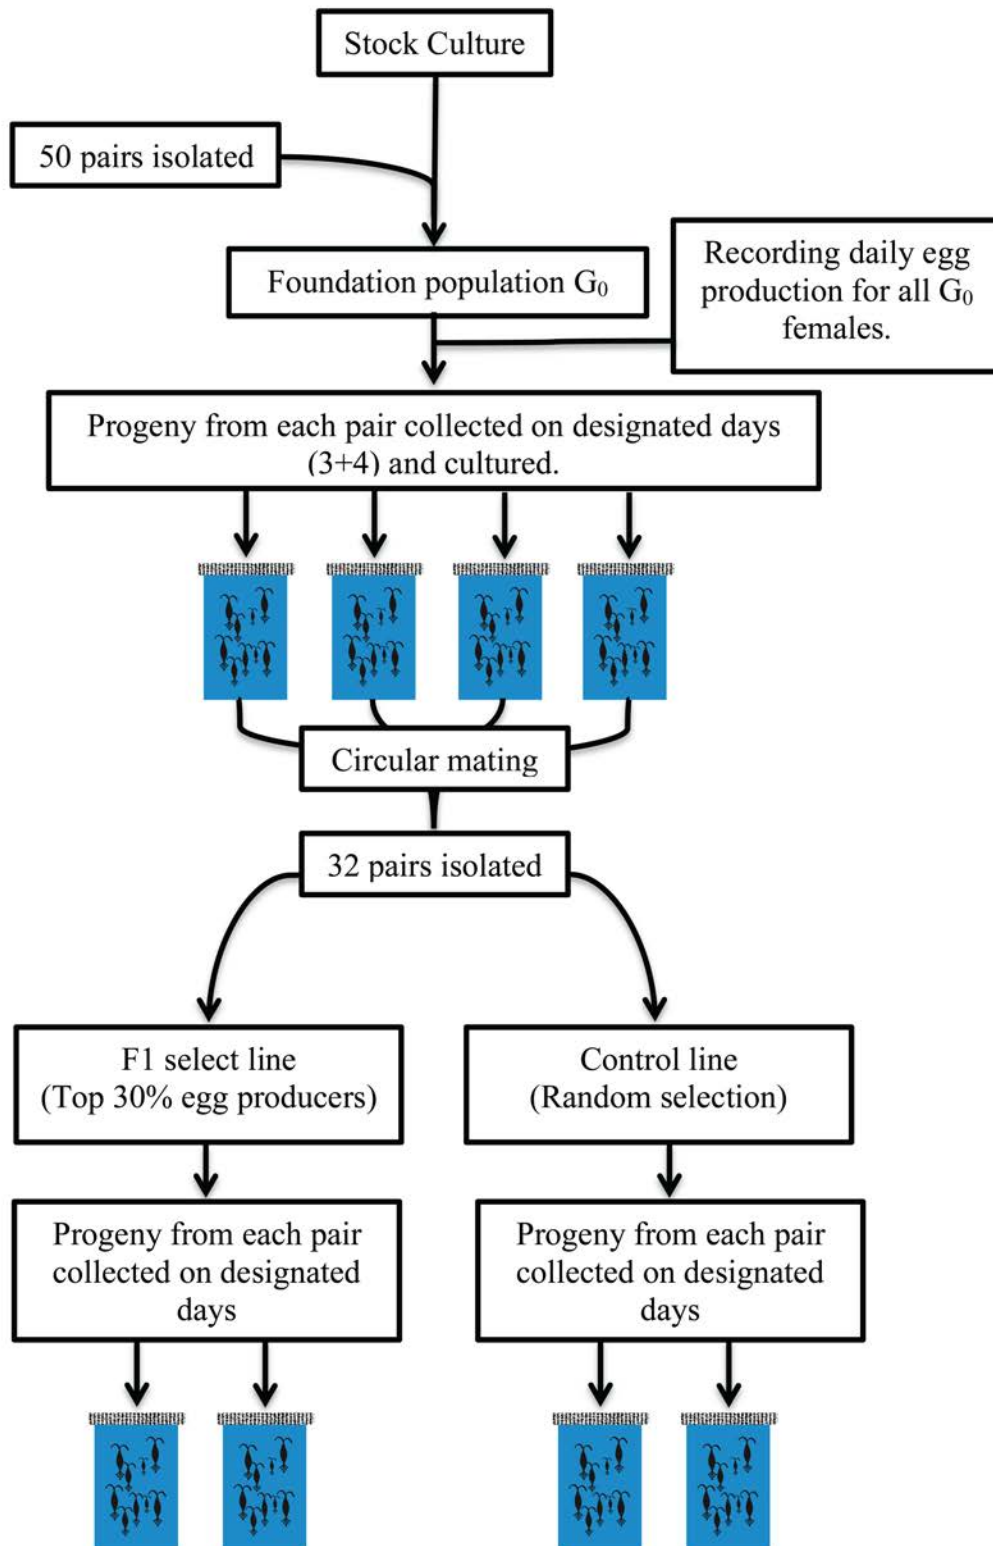 Stock Culture
50 pairs isolated
Foundation population G₀
Recording daily egg
production for all G₀
females.
Progeny from each pair collected on designated days
(3+4) and cultured.
Circular mating
32 pairs isolated
F1 select line
(Top 30% egg producers)
Control line
(Random selection)
Progeny from each pair
collected on designated
days
Progeny from each pair
collected on designated
days